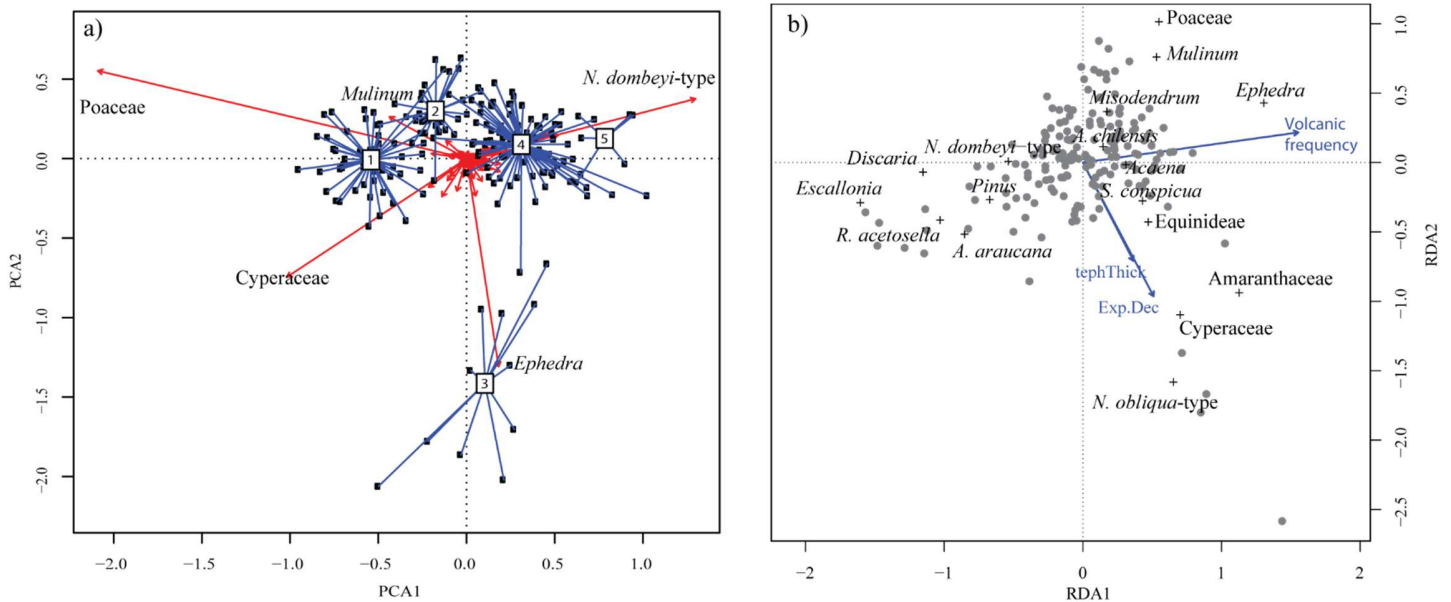 a)
0.5
0.0
−0.5
−1.0
−1.5
−2.0
PCA2
−2.0
−1.0
−1.5
−0.5
0.0
0.5
1.0
PCA1
Poaceae
Mulinum
N. dombeyi-type
Cyperaceae
Ephedra
1
2
3
4
5
b)
Poaceae
Mulinum
Ephedra
Misodendrum
Volcanic
frequency
A. chilensis
N. dombeyi-type
Discaria
Acaena
Escallonia
Pinus
S. conspicua
Equinideae
R. acetosella
A. araucana
tephThick
Amaranthaceae
Exp.Dec
Cyperaceae
N. obliqua-type
1.0
0.5
0.0
−0.5
−1.0
−1.5
−2.0
−2.5
RDA2
−2
−1
0
1
2
RDA1